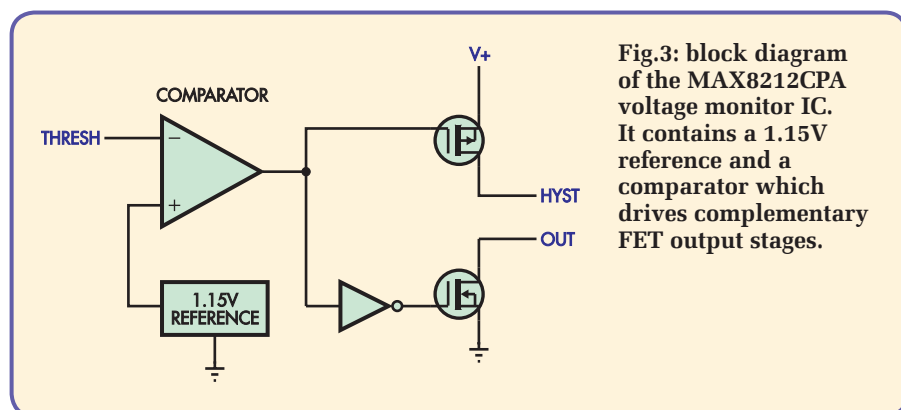 COMPARATOR
THRESH
−
+
1.15V
REFERENCE
V+
HYST
OUT
Fig.3: block diagram
of the MAX8212CPA
voltage monitor IC.
It contains a 1.15V
reference and a
comparator which
drives complementary
FET output stages.